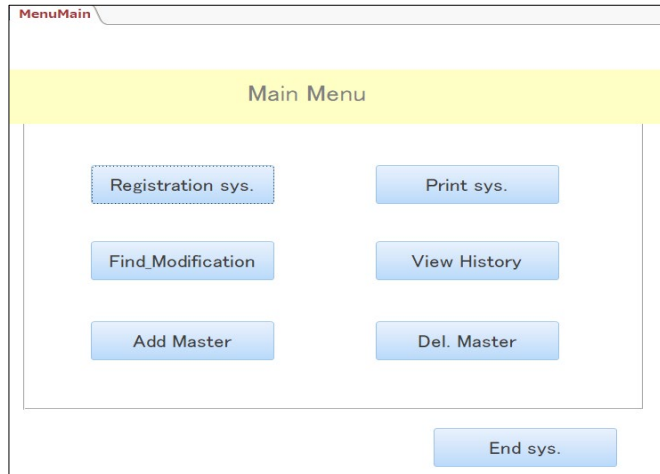 MenuMain
Main Menu
Registration sys.
Print sys.
Find_Modification
View History
Add Master
Del. Master
End sys.